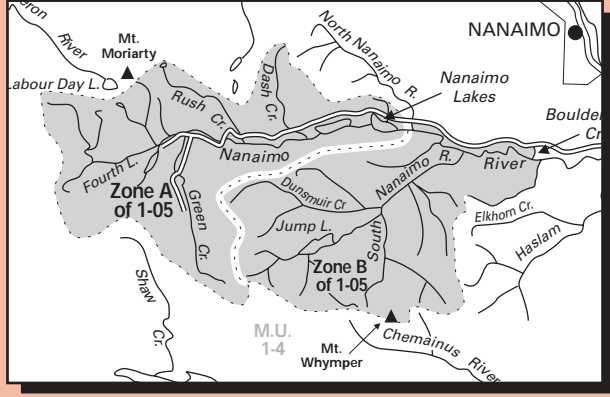 eron
River
Mt.
Moriarty
Labour Day L.
North Nanaimo R.
NANAIMO
Nanaimo
Lakes
Boulder
Cr
Rush Cr.
Dash Cr.
Fourth L.
Nanaimo
River
Zone A
of 1-05
Green Cr.
Dunsmuir Cr
Nanaimo R.
South
Jump L.
Elkhorn Cr.
Haslam
Zone B
of 1-05
Shaw Cr.
M.U.
1-4
Mt.
Whymper
Chemainus River